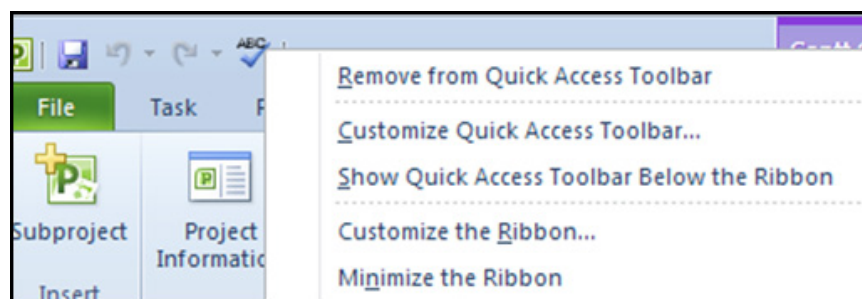 ABC
Remove from Quick Access Toolbar
File Task
Customize Quick Access Toolbar...
Show Quick Access Toolbar Below the Ribbon
Subproject Project
Customize the Ribbon...
Minimize the Ribbon
Insert